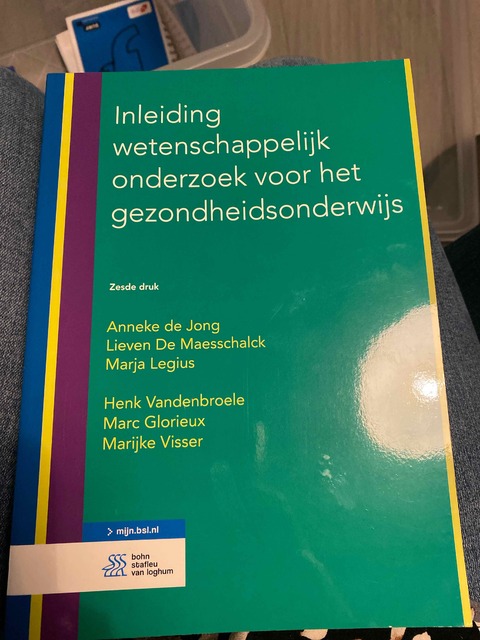 Inleiding
wetenschappelijk
onderzoek voor het
gezondheidsonderwijs
Zesde druk
Anneke de Jong
Lieven De Maesschalck
Marja Legius
Henk Vandenbroele
Marc Glorieux
Marijke Visser
> mijn.bsl.nl
bohn
stafleu
van loghum